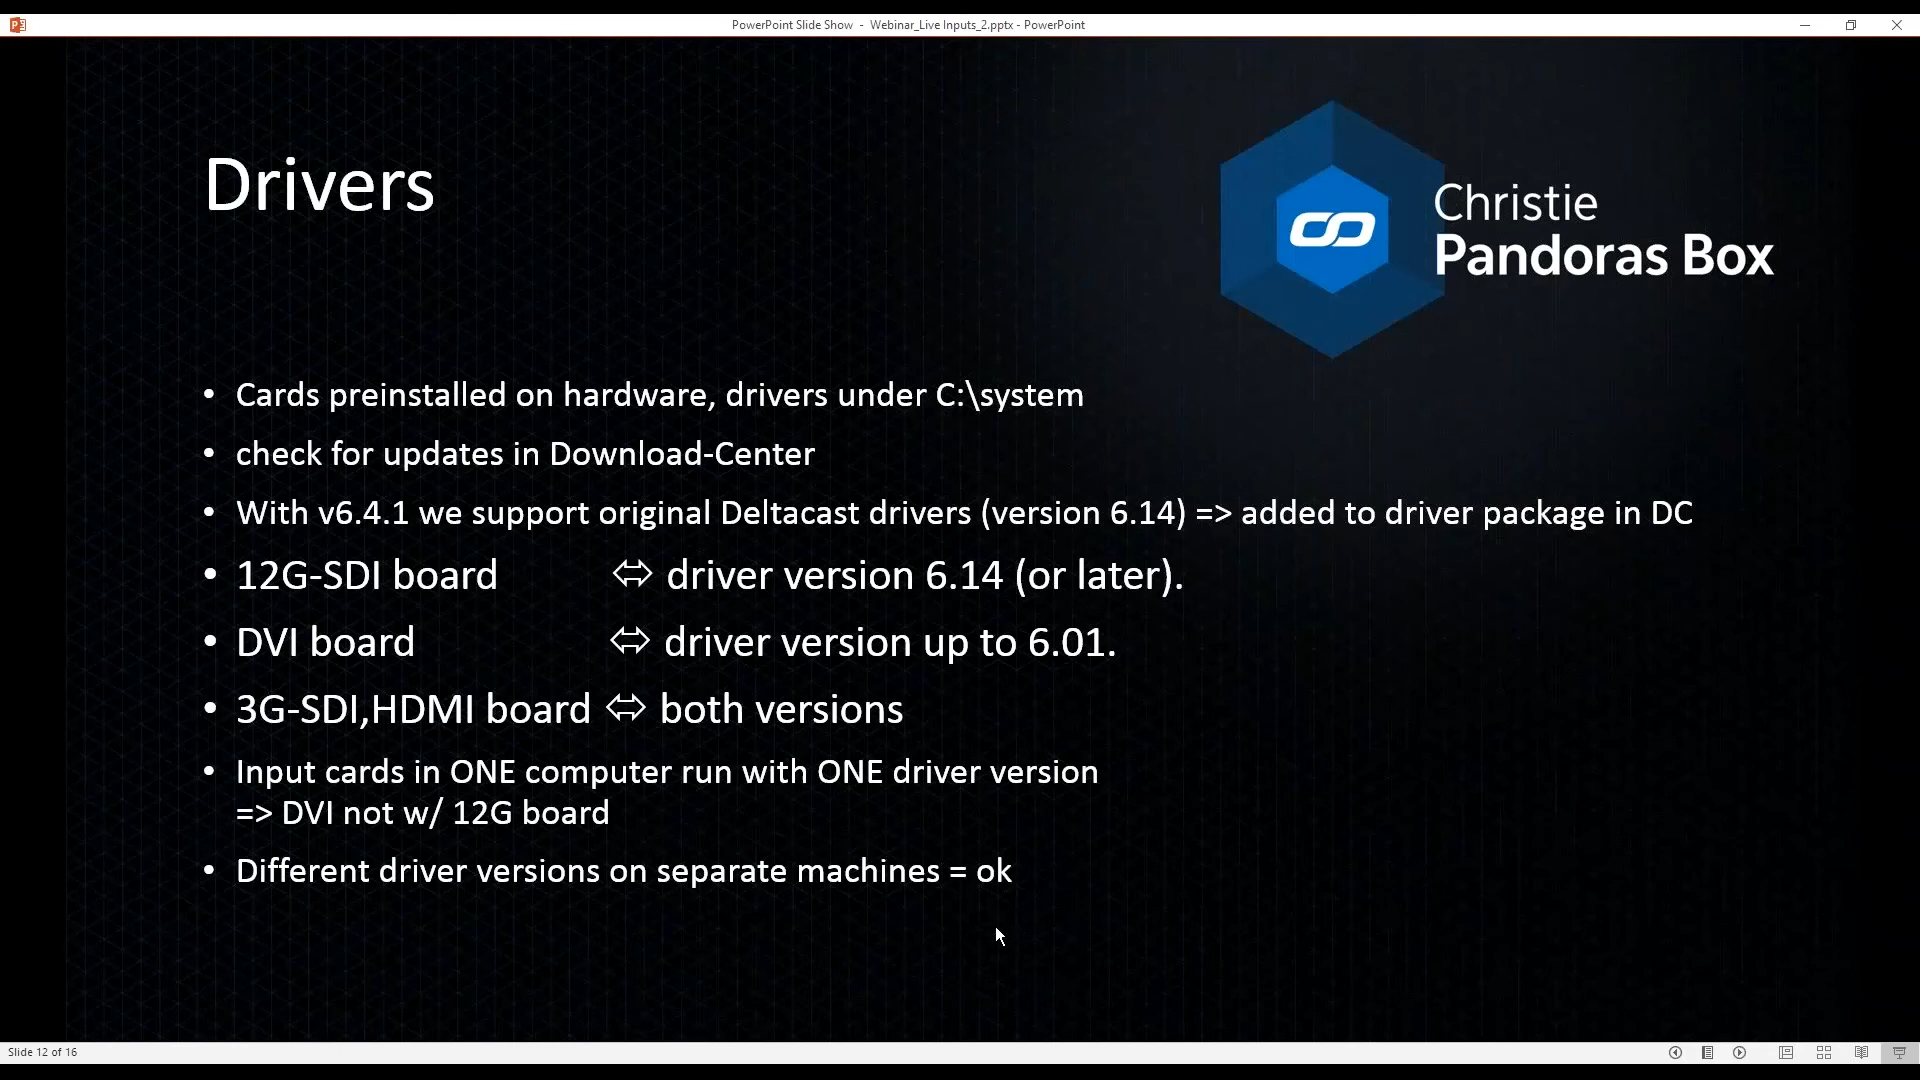 PowerPoint Slide Show - Webinar_Live Inputs_2.pptx - PowerPoint
Drivers
Christie
Pandoras Box
• Cards preinstalled on hardware, drivers under C:\system
• check for updates in Download-Center
• With v6.4.1 we support original Deltacast drivers (version 6.14) => added to driver package in DC
• 12G-SDI board ⇔ driver version 6.14 (or later).
• DVI board ⇔ driver version up to 6.01.
• 3G-SDI,HDMI board ⇔ both versions
• Input cards in ONE computer run with ONE driver version
=> DVI not w/ 12G board
• Different driver versions on separate machines = ok
Slide 12 of 16